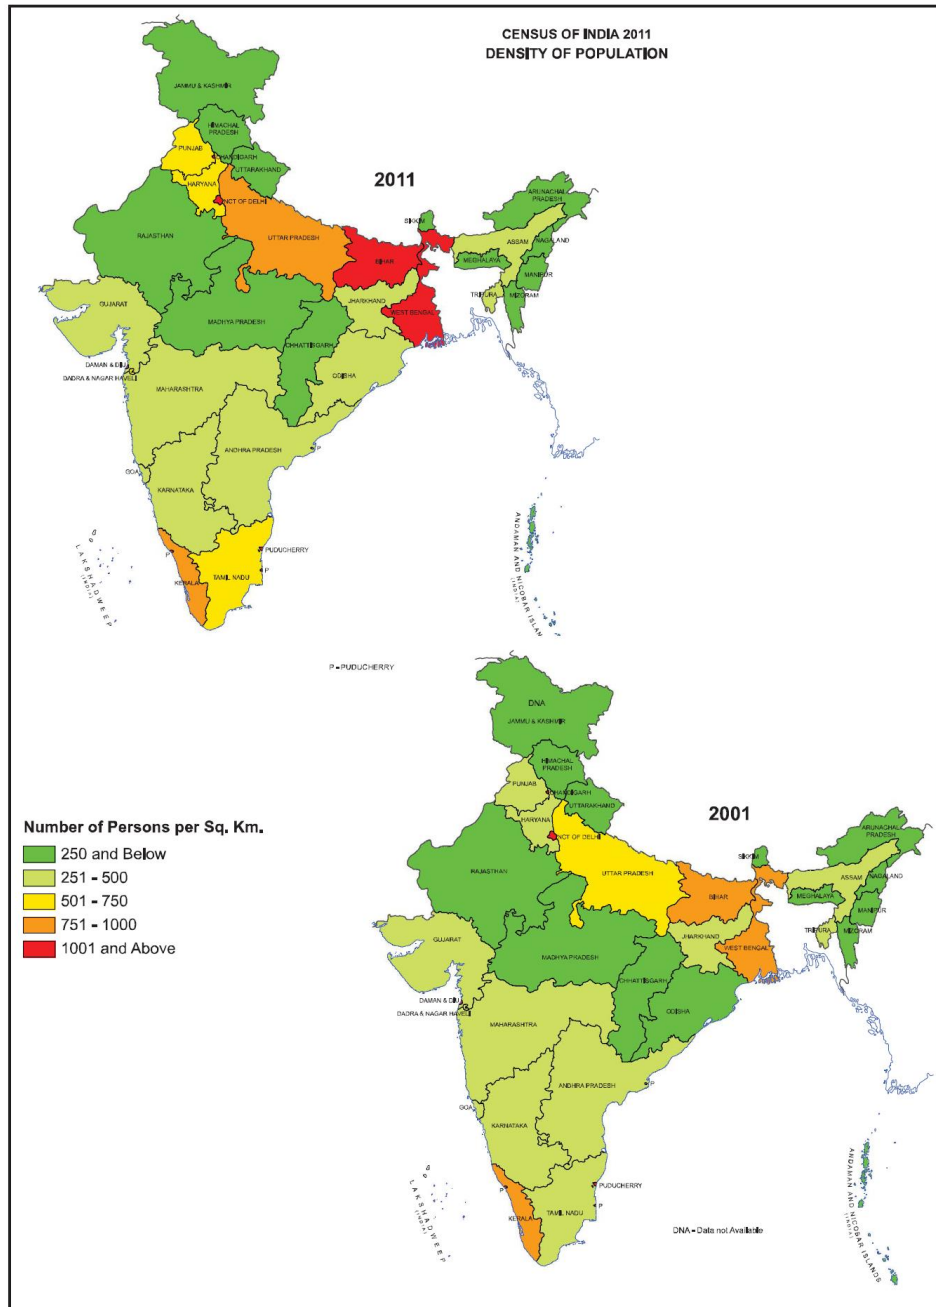 CENSUS OF INDIA 2011
DENSITY OF POPULATION
2011
JAMMU & KASHMIR
HIMACHAL
PRADESH
PUNJAB
CHANDIGARH
UTTARAKHAND
HARYANA
NCT OF DELHI
RAJASTHAN
UTTAR PRADESH
BIHAR
SIKKIM
ARUNACHAL
PRADESH
ASSAM
NAGALAND
MEGHALAYA
MANIPUR
TRIPURA
MIZORAM
GUJARAT
MADHYA PRADESH
JHARKHAND
WEST BENGAL
CHHATTISGARH
DAMAN & DIU
DADRA & NAGAR HAVELI
MAHARASHTRA
ODISHA
ANDHRA PRADESH
P
GOA
KARNATAKA
P
PUDUCHERRY
P
KERALA
TAMIL NADU
LAKSHADWEEP
(INDIA)
ANDAMAN AND NICOBAR ISLAN
(INDIA)
P - PUDUCHERRY
2001
DNA
JAMMU & KASHMIR
HIMACHAL
PRADESH
PUNJAB
CHANDIGARH
UTTARAKHAND
HARYANA
NCT OF DELHI
RAJASTHAN
UTTAR PRADESH
BIHAR
SIKKIM
ARUNACHAL
PRADESH
ASSAM
NAGALAND
MEGHALAYA
MANIPUR
TRIPURA
MIZORAM
GUJARAT
MADHYA PRADESH
JHARKHAND
WEST BENGAL
CHHATTISGARH
DAMAN & DIU
DADRA & NAGAR HAVELI
MAHARASHTRA
ODISHA
ANDHRA PRADESH
P
GOA
KARNATAKA
P
PUDUCHERRY
P
KERALA
TAMIL NADU
LAKSHADWEEP
(INDIA)
ANDAMAN AND NICOBAR ISLANDS
(INDIA)
DNA - Data not Available
Number of Persons per Sq. Km.
250 and Below
251 - 500
501 - 750
751 - 1000
1001 and Above